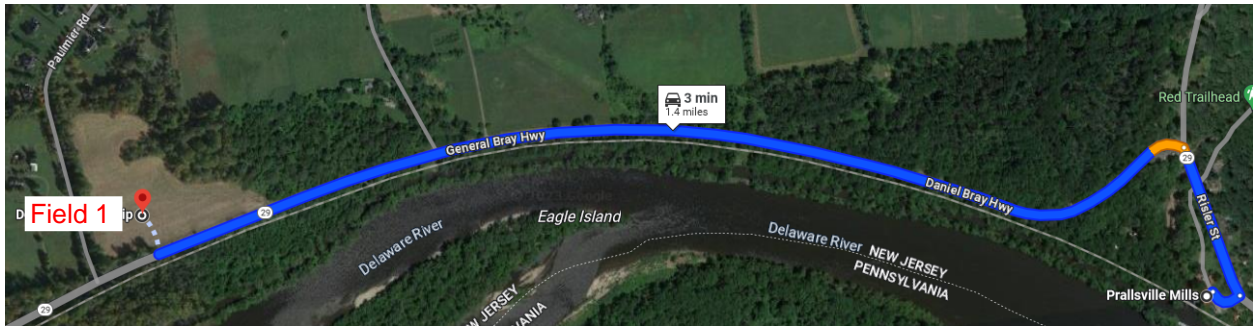 Paulmier Rd
3 min
1.4 miles
Red Trailhead
General Bray Hwy
29
Daniel Bray Hwy
Risler St
Field 1
29
Eagle Island
Delaware River
Delaware River
NEW JERSEY
PENNSYLVANIA
NEW JERSEY
Prallsville Mills
29